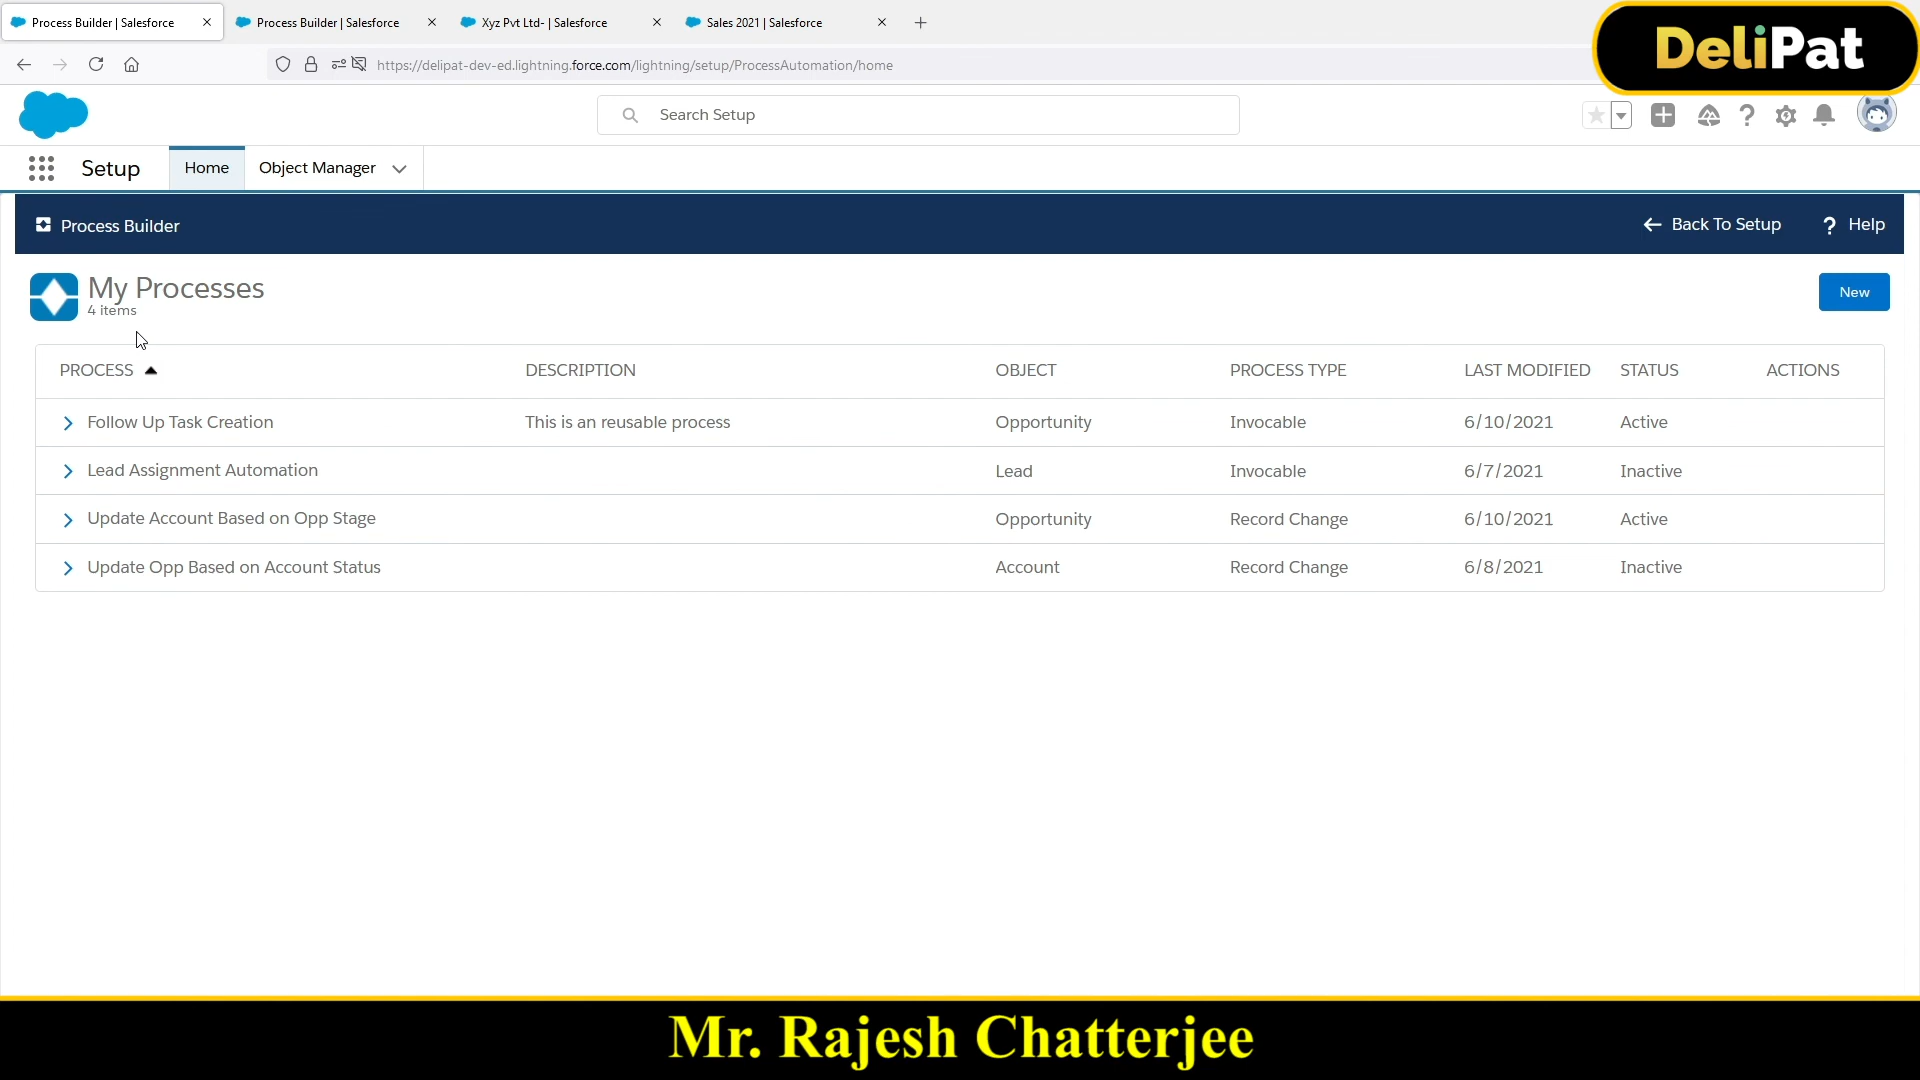 Process Builder | Salesforce
Process Builder | Salesforce
Xyz Pvt Ltd- | Salesforce
Sales 2021 | Salesforce
https://delipat-dev-ed.lightning.force.com/lightning/setup/ProcessAutomation/home
DeliPat
Search Setup
Setup
Home
Object Manager
Process Builder
Back To Setup
? Help
My Processes
4 items
New
PROCESS DESCRIPTION OBJECT PROCESS TYPE LAST MODIFIED STATUS ACTIONS
Follow Up Task Creation This is an reusable process Opportunity Invocable 6/10/2021 Active
Lead Assignment Automation Lead Invocable 6/7/2021 Inactive
Update Account Based on Opp Stage Opportunity Record Change 6/10/2021 Active
Update Opp Based on Account Status Account Record Change 6/8/2021 Inactive
Mr. Rajesh Chatterjee